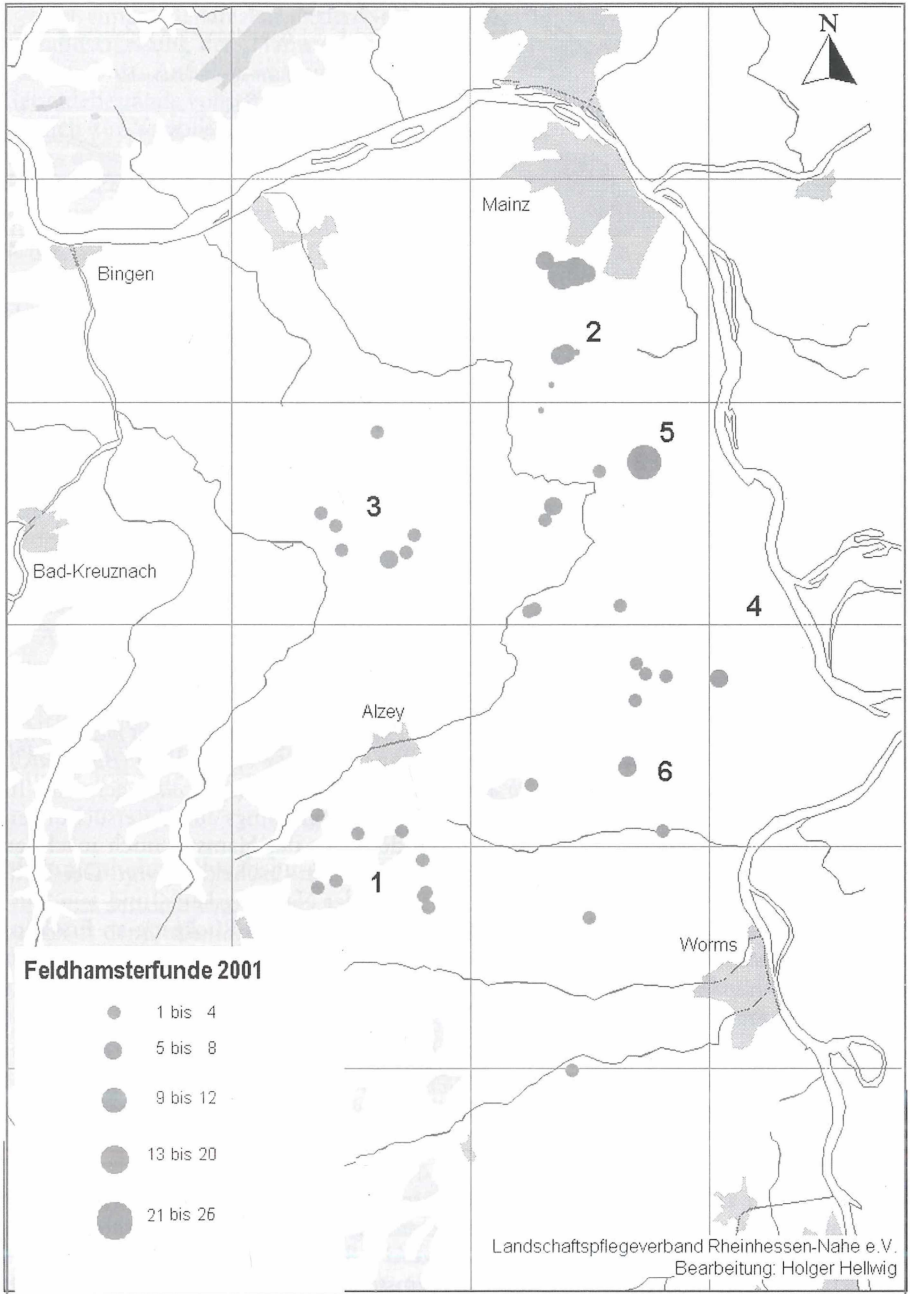 N
Mainz
Bingen
2
5
3
Bad-Kreuznach
4
Alzey
6
1
Worms
Feldhamsterfunde 2001
1 bis 4
5 bis 8
9 bis 12
13 bis 20
21 bis 26
Landschaftspflegeverband Rheinhessen-Nahe e.V.
Bearbeitung: Holger Hellwig